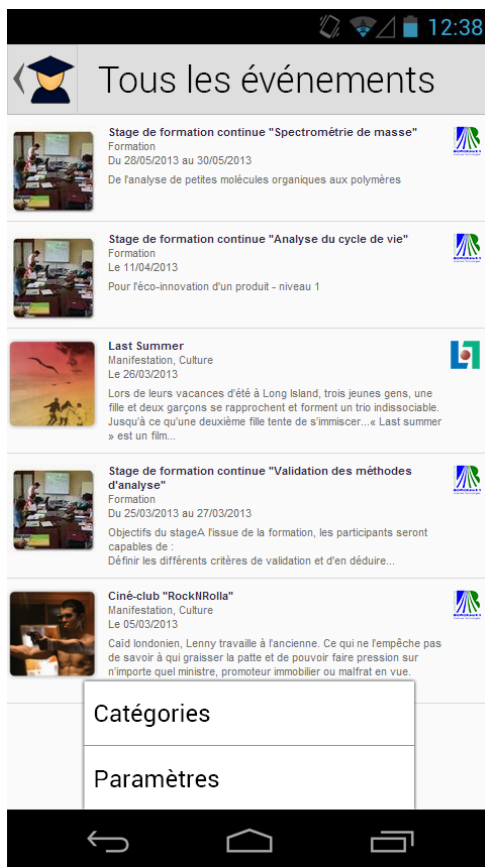 12:38
Tous les événements
Stage de formation continue "Spectrométrie de masse"
Formation
Du 28/05/2013 au 30/05/2013
De l'analyse de petites molécules organiques aux polymères
Stage de formation continue "Analyse du cycle de vie"
Formation
Le 11/04/2013
Pour l'éco-innovation d'un produit - niveau 1
Last Summer
Manifestation, Culture
Le 26/03/2013
Lors de leurs vacances d'été à Long Island, trois jeunes gens, une
fille et deux garçons se rapprochent et forment un trio indissociable.
Jusqu'à ce qu'une deuxième fille tente de s'immiscer...« Last summer
» est un film...
Stage de formation continue "Validation des méthodes
d'analyse"
Formation
Du 25/03/2013 au 27/03/2013
Objectifs du stageA l'issue de la formation, les participants seront
capables de :
Définir les différents critères de validation et d'en déduire...
Ciné-club "RockNRolla"
Manifestation, Culture
Le 05/03/2013
Caïd londonien, Lenny travaille à l'ancienne. Ce qui ne l'empêche pas
de savoir à qui graisser la patte et de pouvoir faire pression sur
n'importe quel ministre, promoteur immobilier ou malfrat en vue.
Catégories
Paramètres